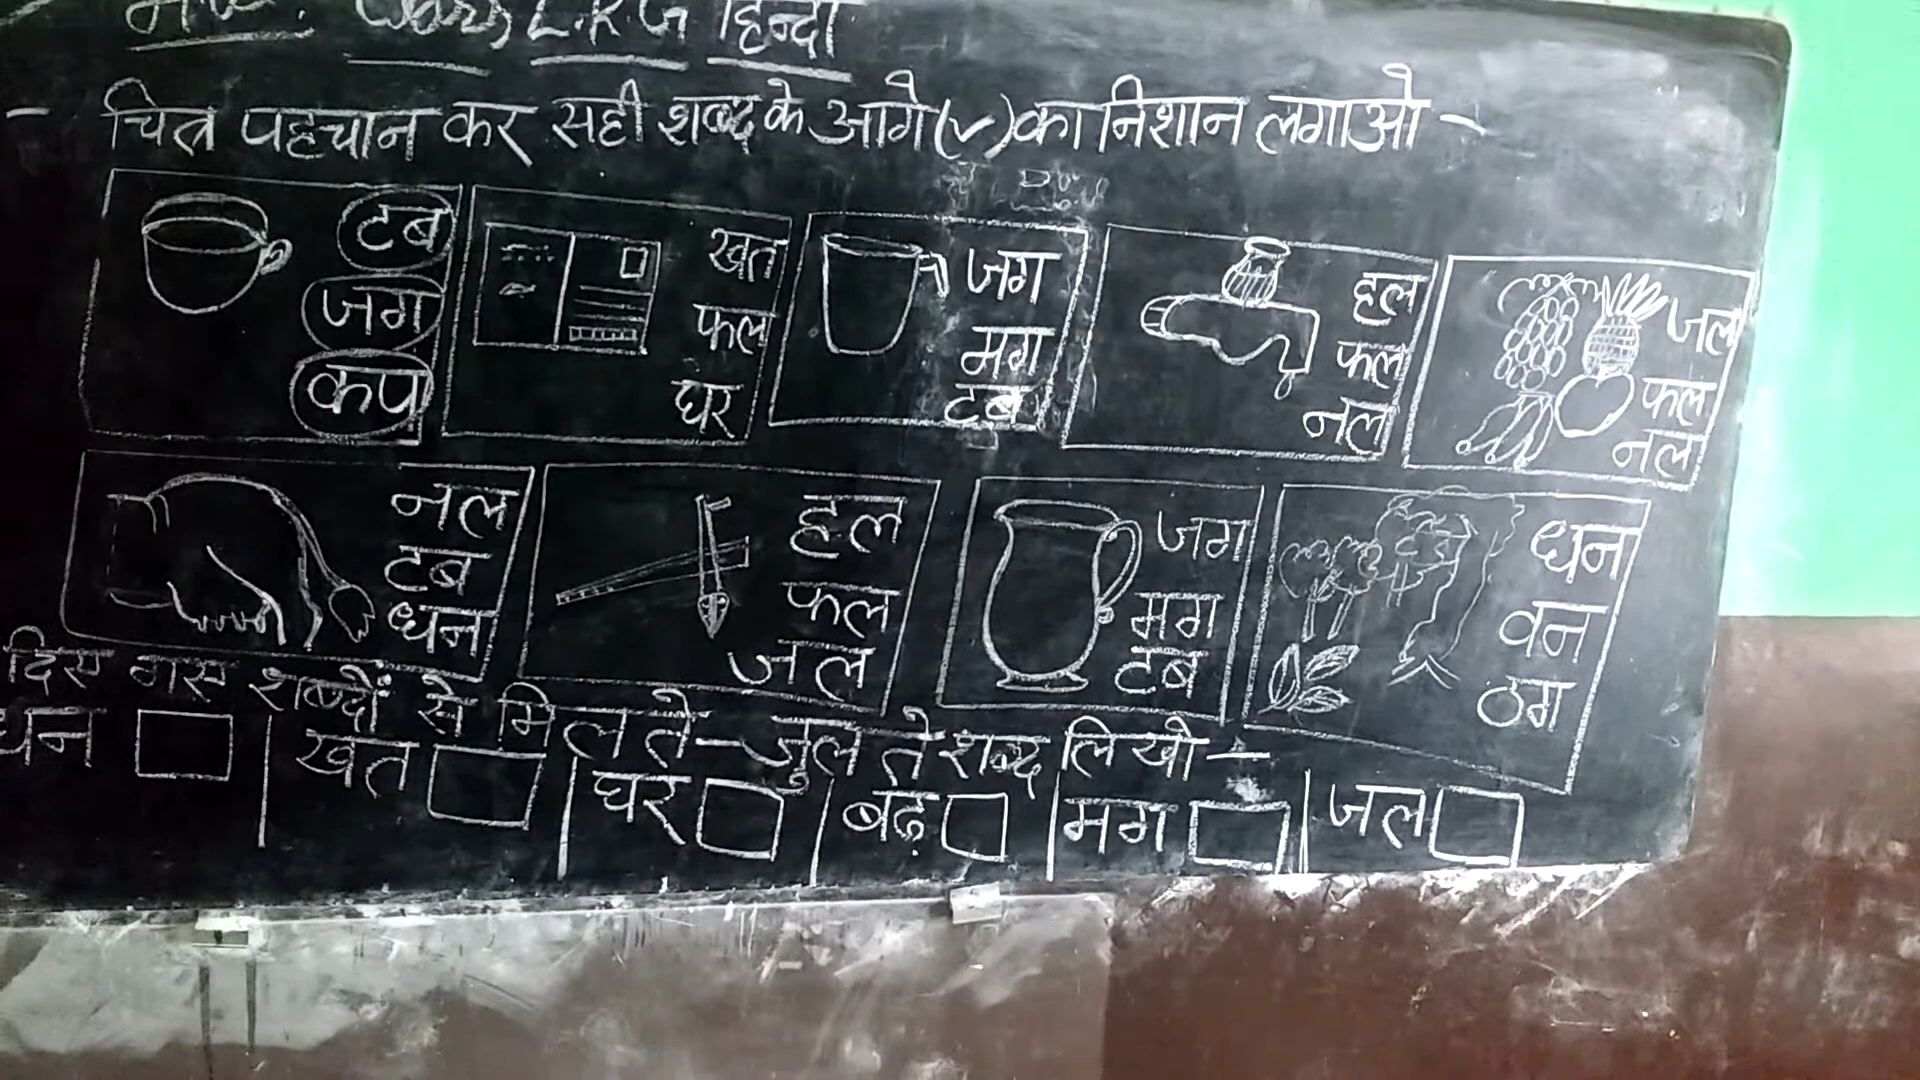 L.K.G हिन्दी
- चित्र पहचान कर सही शब्द के आगे (✓) का निशान लगाओ -
टब
जग
कप
खत
फल
घर
जग
मग
टब
हल
फल
नल
जल
फल
नल
नल
टब
धन
हल
फल
जल
जग
मग
टब
धन
वन
ठग
दिए गए शब्दों से मिलते-जुलते शब्द लिखो -
धन | खत | घर | बढ़ | मग | जल